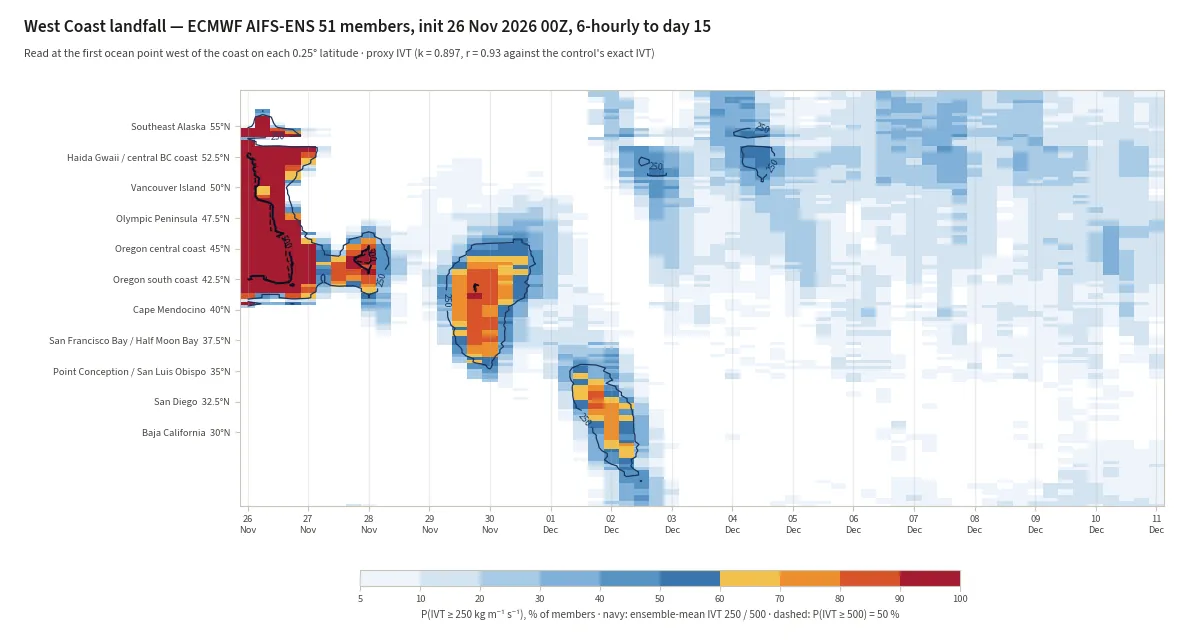 West Coast landfall — ECMWF AIFS-ENS 51 members, init 26 Nov 2026 00Z, 6-hourly to day 15
Read at the first ocean point west of the coast on each 0.25° latitude · proxy IVT (k = 0.897, r = 0.93 against the control's exact IVT)
Southeast Alaska 55°N
Haida Gwaii / central BC coast 52.5°N
Vancouver Island 50°N
Olympic Peninsula 47.5°N
Oregon central coast 45°N
Oregon south coast 42.5°N
Cape Mendocino 40°N
San Francisco Bay / Half Moon Bay 37.5°N
Point Conception / San Luis Obispo 35°N
San Diego 32.5°N
Baja California 30°N
250
500
250
250
250
250
250
250
26 Nov
27 Nov
28 Nov
29 Nov
30 Nov
01 Dec
02 Dec
03 Dec
04 Dec
05 Dec
06 Dec
07 Dec
08 Dec
09 Dec
10 Dec
11 Dec
5 10 20 30 40 50 60 70 80 90 100
P(IVT ≥ 250 kg m⁻¹ s⁻¹), % of members · navy: ensemble-mean IVT 250 / 500 · dashed: P(IVT ≥ 500) = 50 %